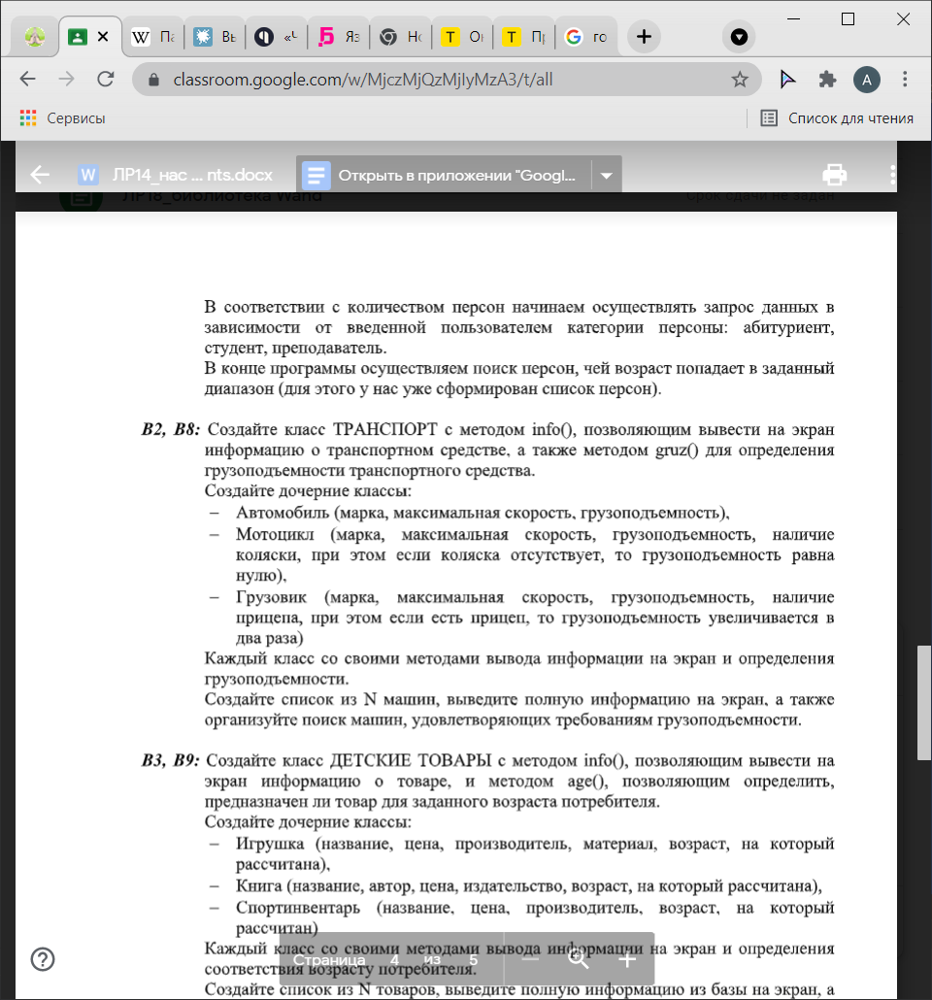 W Па Вь «Ч Яз Но T Оı T Пį го
classroom.google.com/w/MjczMjQzMjIyMzA3/t/all A
Сервисы Список для чтения
W ЛР14_нас ... nts.docx Открыть в приложении "Googl...
ЛР18_библиотека Wand Срок сдачи не задан
В соответствии с количеством персон начинаем осуществлять запрос данных в
зависимости от введенной пользователем категории персоны: абитуриент,
студент, преподаватель.
В конце программы осуществляем поиск персон, чей возраст попадает в заданный
диапазон (для этого у нас уже сформирован список персон).
В2, В8: Создайте класс ТРАНСПОРТ с методом info(), позволяющим вывести на экран
информацию о транспортном средстве, а также методом gruz() для определения
грузоподъемности транспортного средства.
Создайте дочерние классы:
− Автомобиль (марка, максимальная скорость, грузоподъемность),
− Мотоцикл (марка, максимальная скорость, грузоподъемность, наличие
коляски, при этом если коляска отсутствует, то грузоподъемность равна
нулю),
− Грузовик (марка, максимальная скорость, грузоподъемность, наличие
прицепа, при этом если есть прицеп, то грузоподъемность увеличивается в
два раза)
Каждый класс со своими методами вывода информации на экран и определения
грузоподъемности.
Создайте список из N машин, выведите полную информацию на экран, а также
организуйте поиск машин, удовлетворяющих требованиям грузоподъемности.
В3, В9: Создайте класс ДЕТСКИЕ ТОВАРЫ с методом info(), позволяющим вывести на
экран информацию о товаре, и методом age(), позволяющим определить,
предназначен ли товар для заданного возраста потребителя.
Создайте дочерние классы:
− Игрушка (название, цена, производитель, материал, возраст, на который
рассчитана),
− Книга (название, автор, цена, издательство, возраст, на который рассчитана),
− Спортинвентарь (название, цена, производитель, возраст, на который
рассчитан)
Каждый класс со своими методами вывода информации на экран и определения
соответствия возрасту потребителя.
Страница 4 из 5
Создайте список из N товаров, выведите полную информацию из базы на экран, а